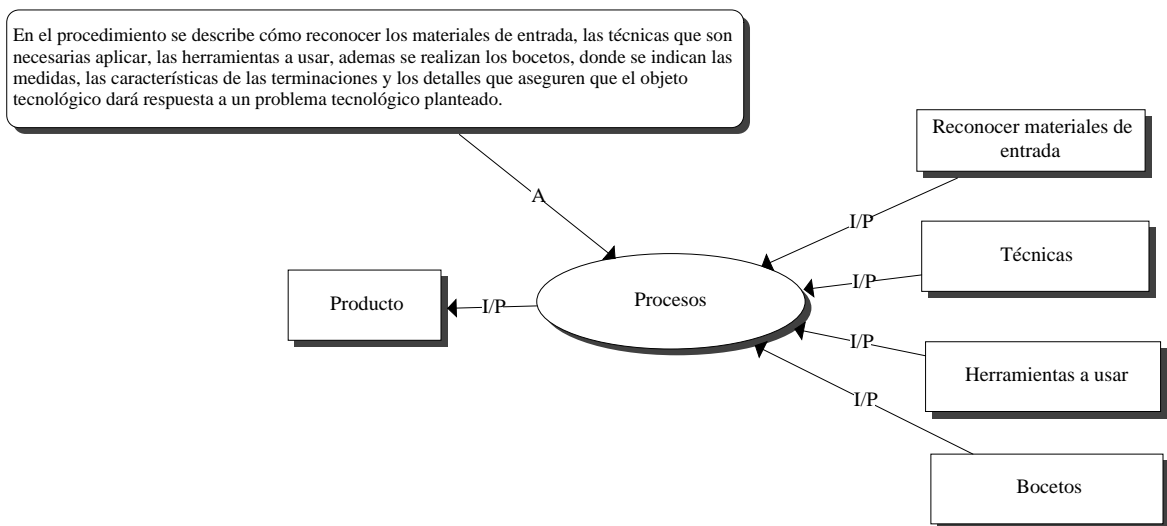 En el procedimiento se describe cómo reconocer los materiales de entrada, las técnicas que son
necesarias aplicar, las herramientas a usar, ademas se realizan los bocetos, donde se indican las
medidas, las características de las terminaciones y los detalles que aseguren que el objeto
tecnológico dará respuesta a un problema tecnológico planteado.
Reconocer materiales de
entrada
A
I/P
Técnicas
I/P
Producto
I/P
Procesos
I/P
Herramientas a usar
I/P
Bocetos